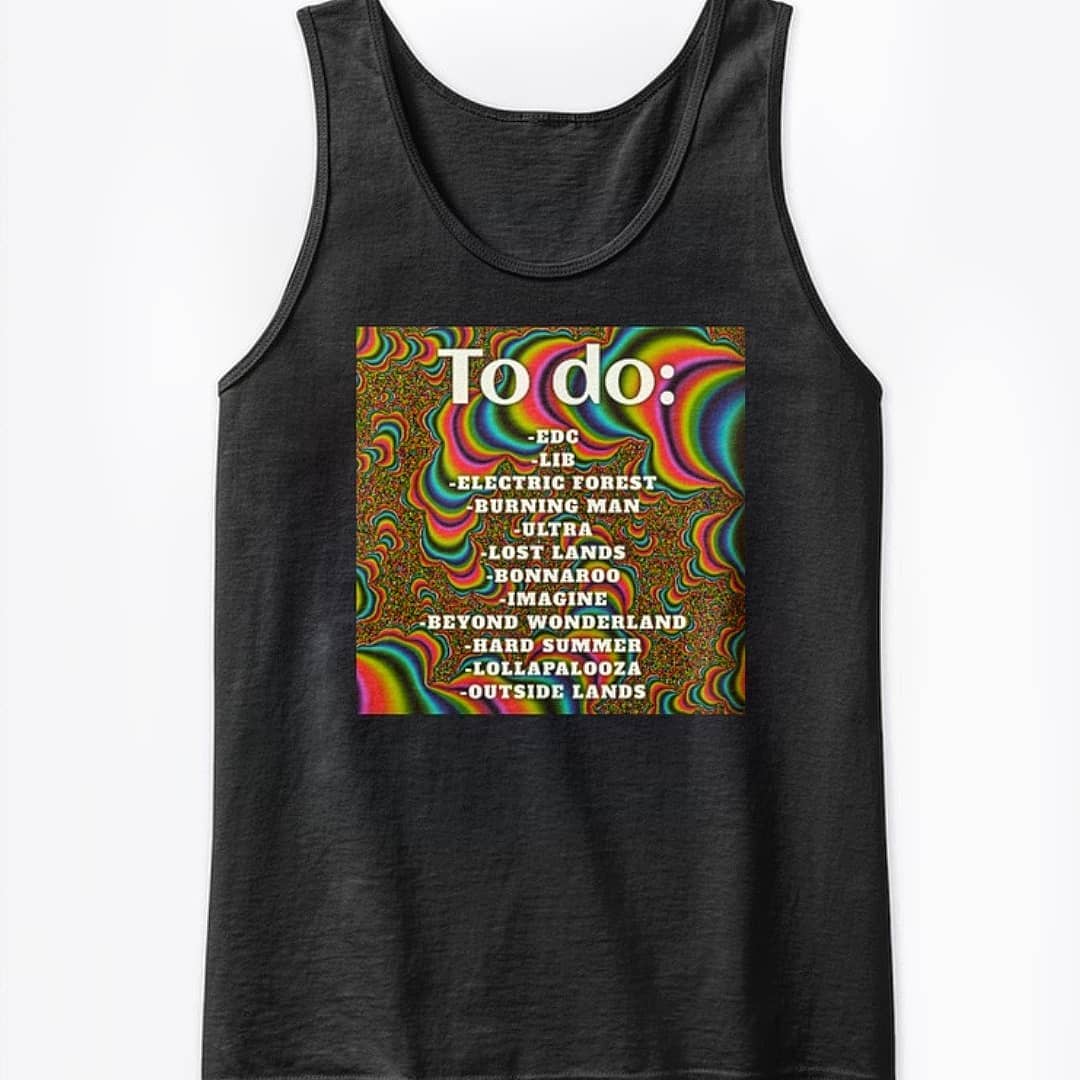 To do:
-EDC
-LIB
-ELECTRIC FOREST
-BURNING MAN
-ULTRA
-LOST LANDS
-BONNAROO
-IMAGINE
-BEYOND WONDERLAND
-HARD SUMMER
-LOLLAPALOOZA
-OUTSIDE LANDS